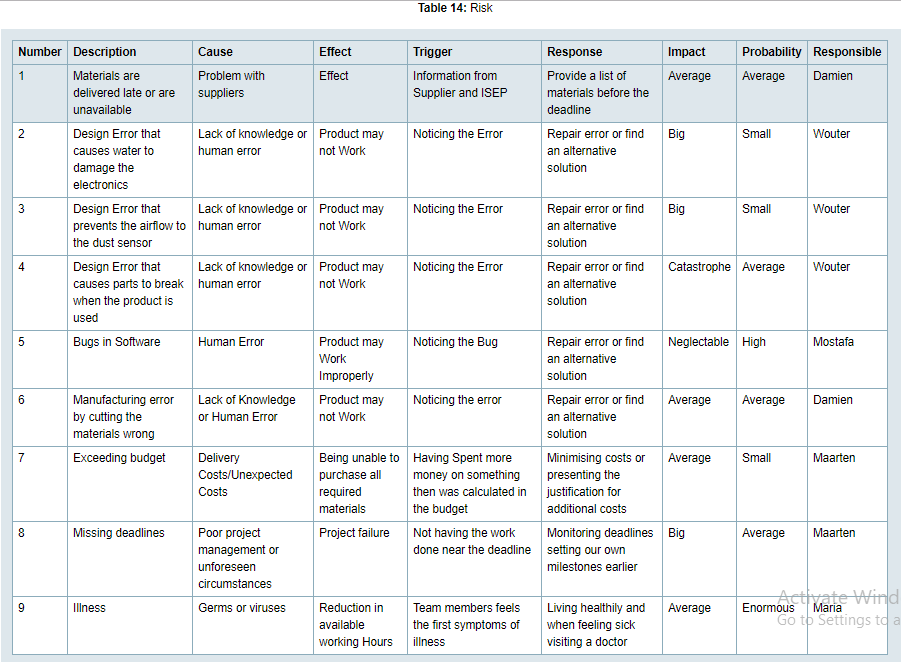 Table 14: Risk
Number Description Cause Effect Trigger Response Impact Probability Responsible
1 Materials are Problem with Effect Information from Provide a list of Average Average Damien
delivered late or are suppliers Supplier and ISEP materials before the
unavailable deadline
2 Design Error that Lack of knowledge or Product may Noticing the Error Repair error or find Big Small Wouter
causes water to human error not Work an alternative
damage the solution
electronics
3 Design Error that Lack of knowledge or Product may Noticing the Error Repair error or find Big Small Wouter
prevents the airflow to human error not Work an alternative
the dust sensor solution
4 Design Error that Lack of knowledge or Product may Noticing the Error Repair error or find Catastrophe Average Wouter
causes parts to break human error not Work an alternative
when the product is solution
used
5 Bugs in Software Human Error Product may Noticing the Bug Repair error or find Neglectable High Mostafa
Work an alternative
Improperly solution
6 Manufacturing error Lack of Knowledge Product may Noticing the error Repair error or find Average Average Damien
by cutting the or Human Error not Work an alternative
materials wrong solution
7 Exceeding budget Delivery Being unable to Having Spent more Minimising costs or Average Small Maarten
Costs/Unexpected purchase all money on something presenting the
Costs required then was calculated in justification for
materials the budget additional costs
8 Missing deadlines Poor project Project failure Not having the work Monitoring deadlines Big Average Maarten
management or done near the deadline setting our own
unforeseen milestones earlier
circumstances
9 Illness Germs or viruses Reduction in Team members feels Living healthily and Average Enormous Maria
available the first symptoms of when feeling sick
working Hours illness visiting a doctor
Activate Wind
Go to Settings to a